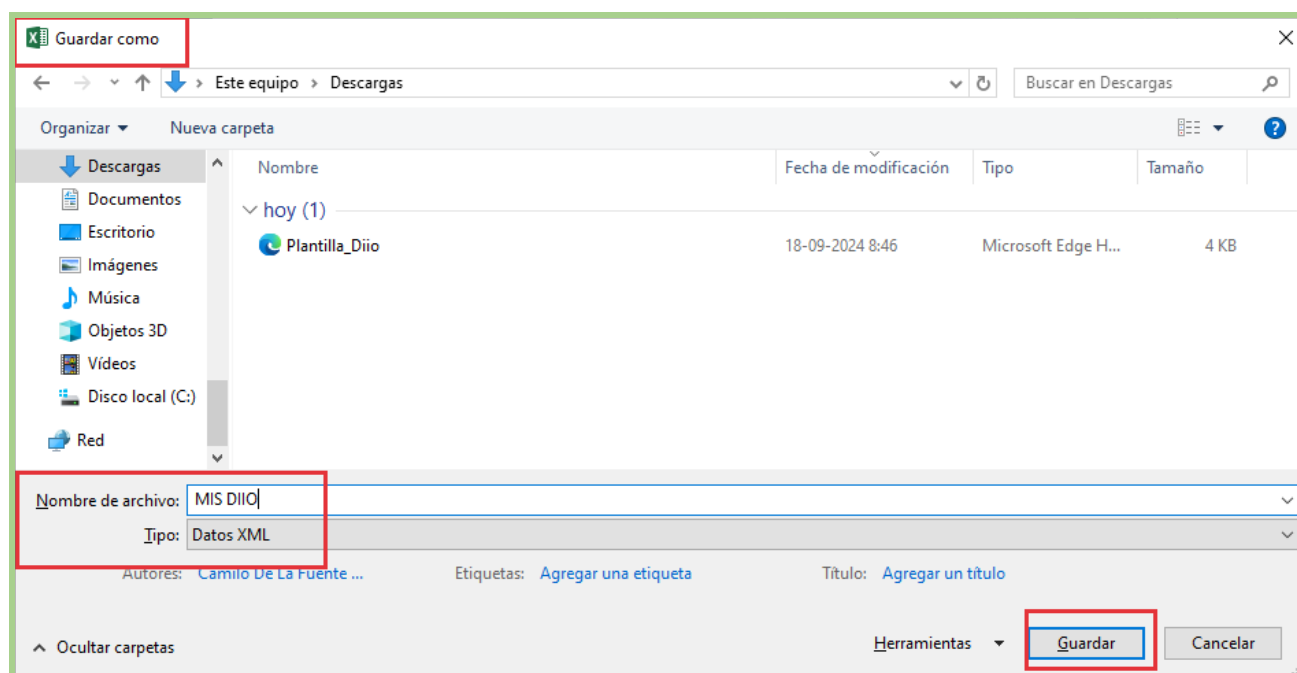 Guardar como
Este equipo > Descargas
Buscar en Descargas
Organizar
Nueva carpeta
Nombre
Fecha de modificación
Tipo
Tamaño
Descargas
Documentos
Escritorio
Imágenes
Música
Objetos 3D
Vídeos
Disco local (C:)
Red
hoy (1)
Plantilla_Diio
18-09-2024 8:46
Microsoft Edge H...
4 KB
Nombre de archivo: MIS DIIO
Tipo: Datos XML
Autores: Camilo De La Fuente ...
Etiquetas: Agregar una etiqueta
Título: Agregar un título
Ocultar carpetas
Herramientas
Guardar
Cancelar